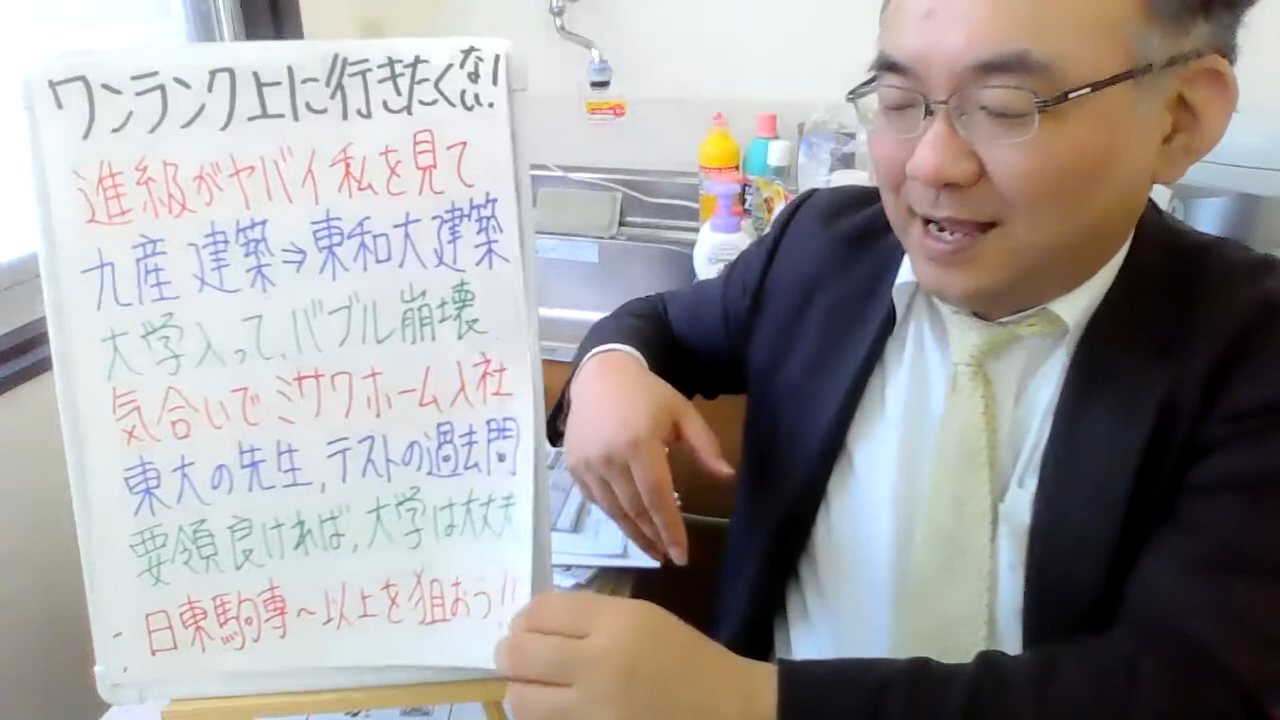 ワンランク上に行きたくない!
進級がヤバイ私を見て
九産建築⇒東和大建築
大学入って、バブル崩壊
気合いでミサワホーム入社
東大の先生,テストの過去問
要領良ければ,大学は大丈夫
∴日東駒専〜以上を狙おう!!